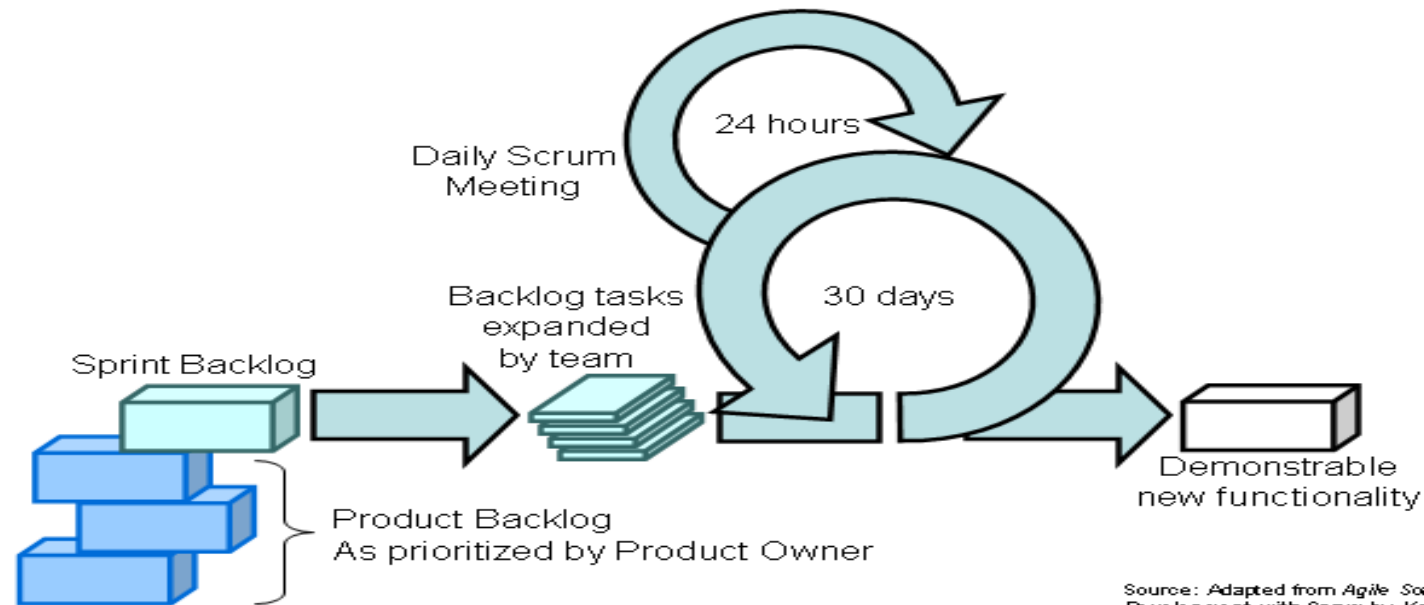 24 hours
Daily Scrum
Meeting
Backlog tasks
expanded
by team
30 days
Sprint Backlog
Demonstrable
new functionality
Product Backlog
As prioritized by Product Owner
Source: Adapted from Agile